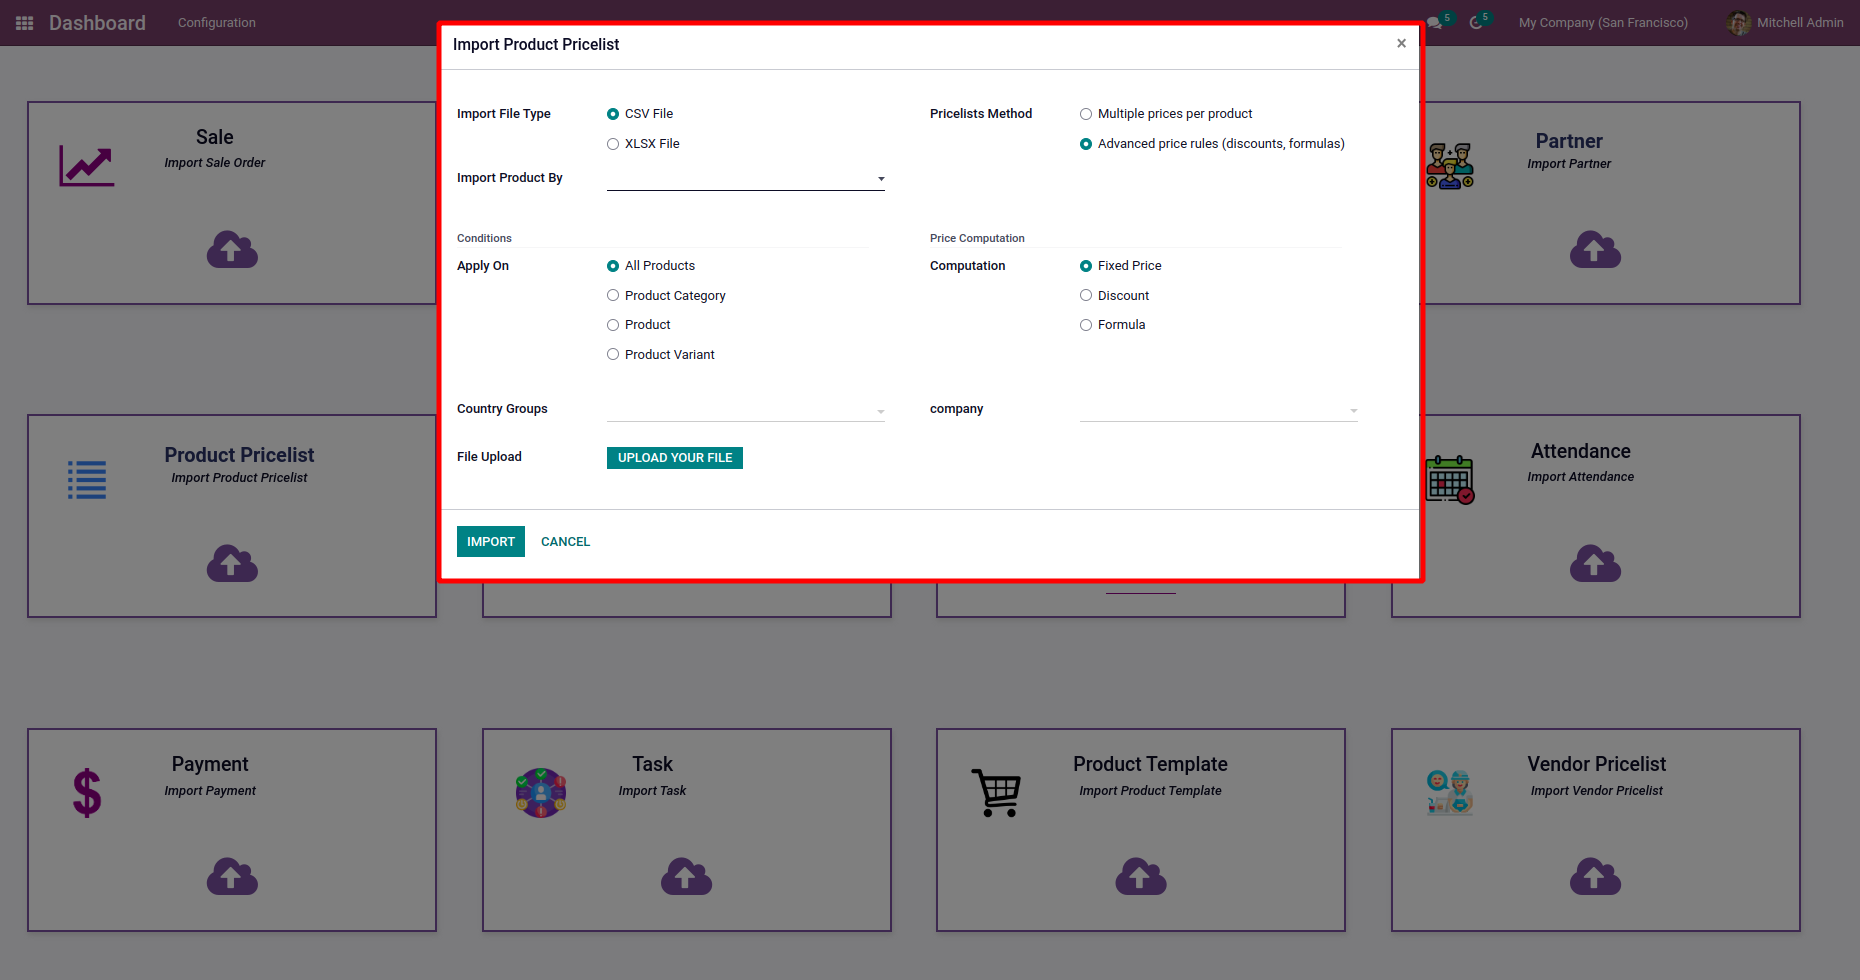 Dashboard
Configuration
5
5
My Company (San Francisco)
Mitchell Admin
Import Product Pricelist
×
Import File Type
CSV File
XLSX File
Pricelists Method
Multiple prices per product
Advanced price rules (discounts, formulas)
Import Product By
Conditions
Apply On
All Products
Product Category
Product
Product Variant
Price Computation
Computation
Fixed Price
Discount
Formula
Country Groups
company
File Upload
UPLOAD YOUR FILE
IMPORT
CANCEL
Sale
Import Sale Order
Partner
Import Partner
Product Pricelist
Import Product Pricelist
Attendance
Import Attendance
Payment
Import Payment
Task
Import Task
Product Template
Import Product Template
Vendor Pricelist
Import Vendor Pricelist